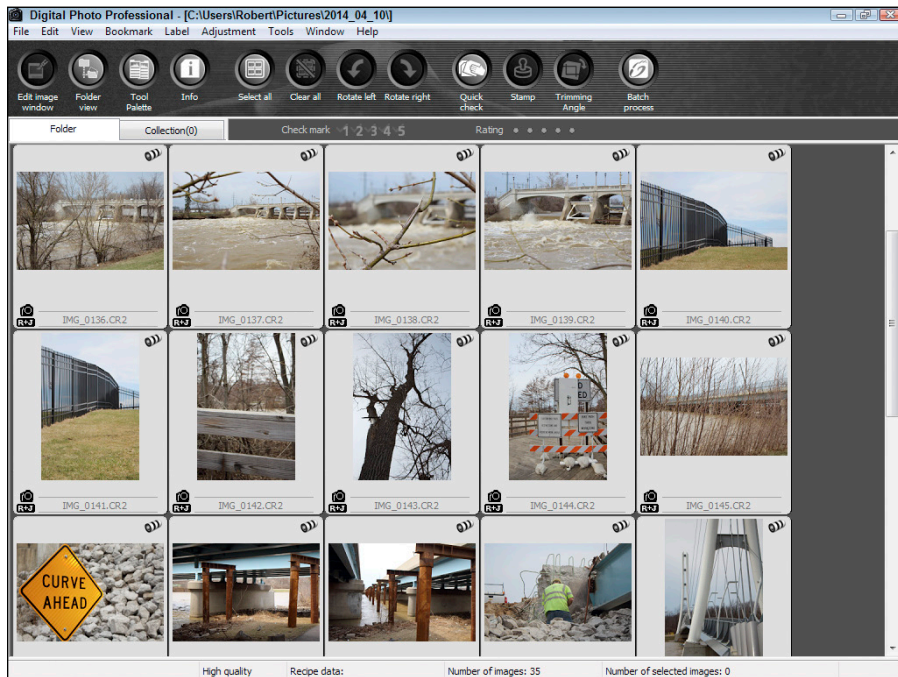 Digital Photo Professional - [C:\Users\Robert\Pictures\2014_04_10\]
File Edit View Bookmark Label Adjustment Tools Window Help
Edit image window Folder view Tool Palette Info Select all Clear all Rotate left Rotate right Quick check Stamp Trimming Angle Batch process
Folder Collection(0) Check mark 1 2 3 4 5 Rating
R+J IMG_0136.CR2 R+J IMG_0137.CR2 R+J IMG_0138.CR2 R+J IMG_0139.CR2 R+J IMG_0140.CR2
R+J IMG_0141.CR2 R+J IMG_0142.CR2 R+J IMG_0143.CR2 R+J IMG_0144.CR2 R+J IMG_0145.CR2
CURVE
AHEAD
High quality Recipe data: Number of images: 35 Number of selected images: 0